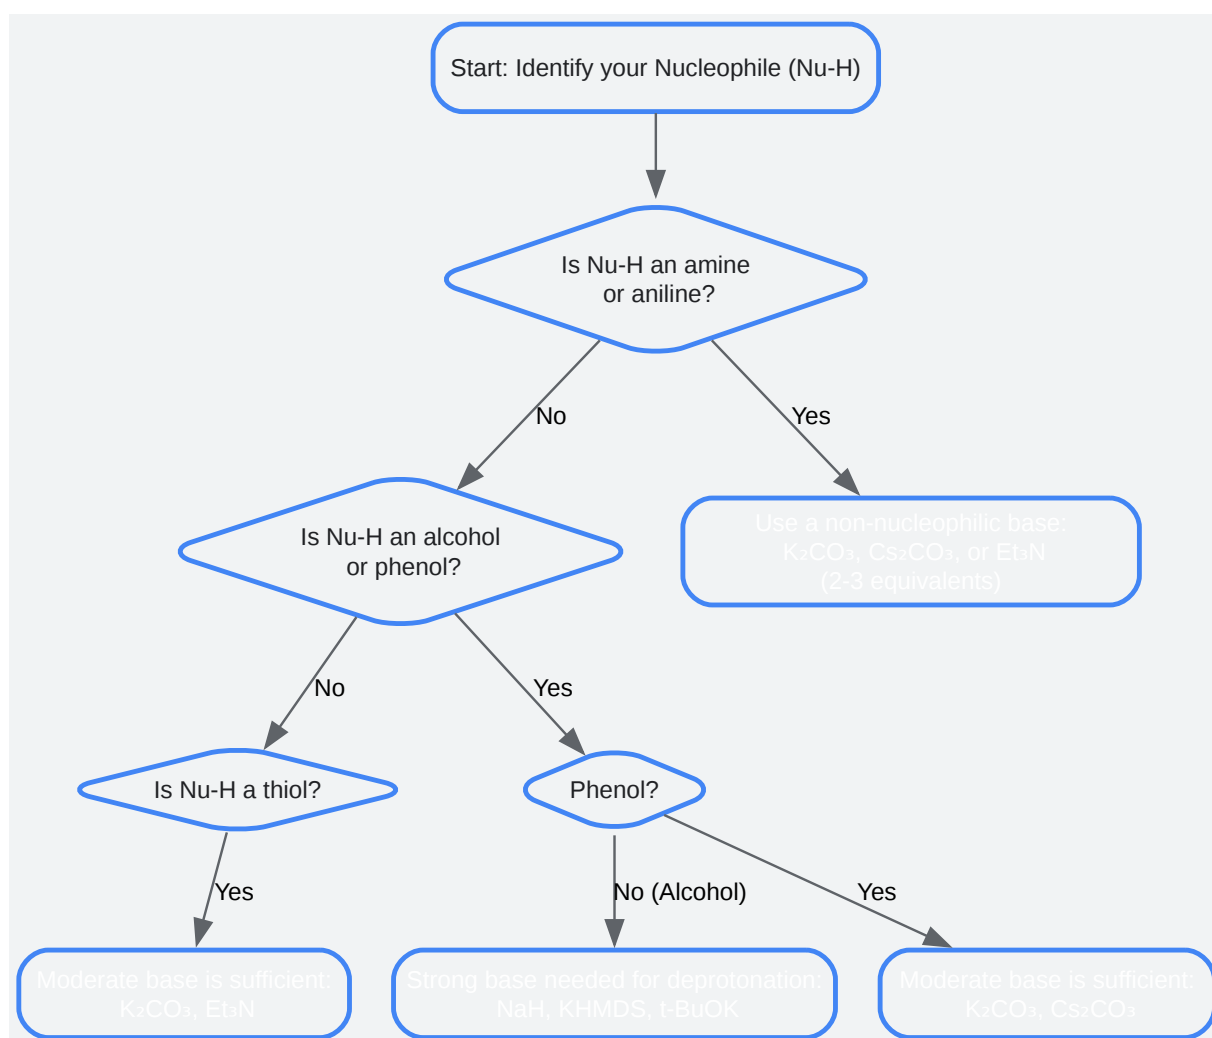 Start: Identify your Nucleophile (Nu-H)
Is Nu-H an amine
or aniline?
No
Yes
Is Nu-H an alcohol
or phenol?
Use a non-nucleophilic base:
K₂CO₃, Cs₂CO₃, or Et₃N
(2-3 equivalents)
No
Yes
Is Nu-H a thiol?
Phenol?
Yes
No (Alcohol)
Yes
Moderate base is sufficient:
K₂CO₃, Et₃N
Strong base needed for deprotonation:
NaH, KHMDS, t-BuOK
Moderate base is sufficient:
K₂CO₃, Cs₂CO₃